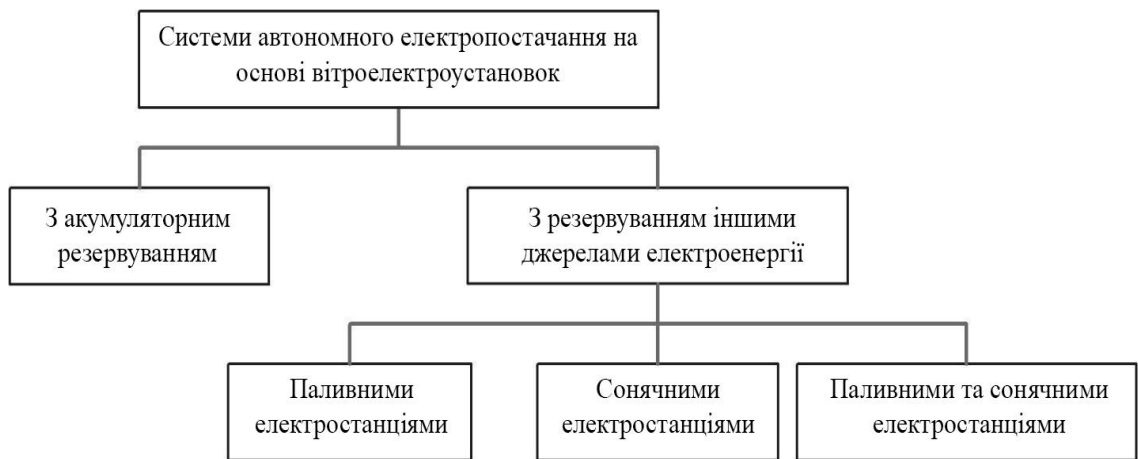 Системи автономного електропостачання на
основі вітроелектроустановок
З акумуляторним
резервуванням
З резервуванням іншими
джерелами електроенергії
Паливними
електростанціями
Сонячними
електростанціями
Паливними та сонячними
електростанціями